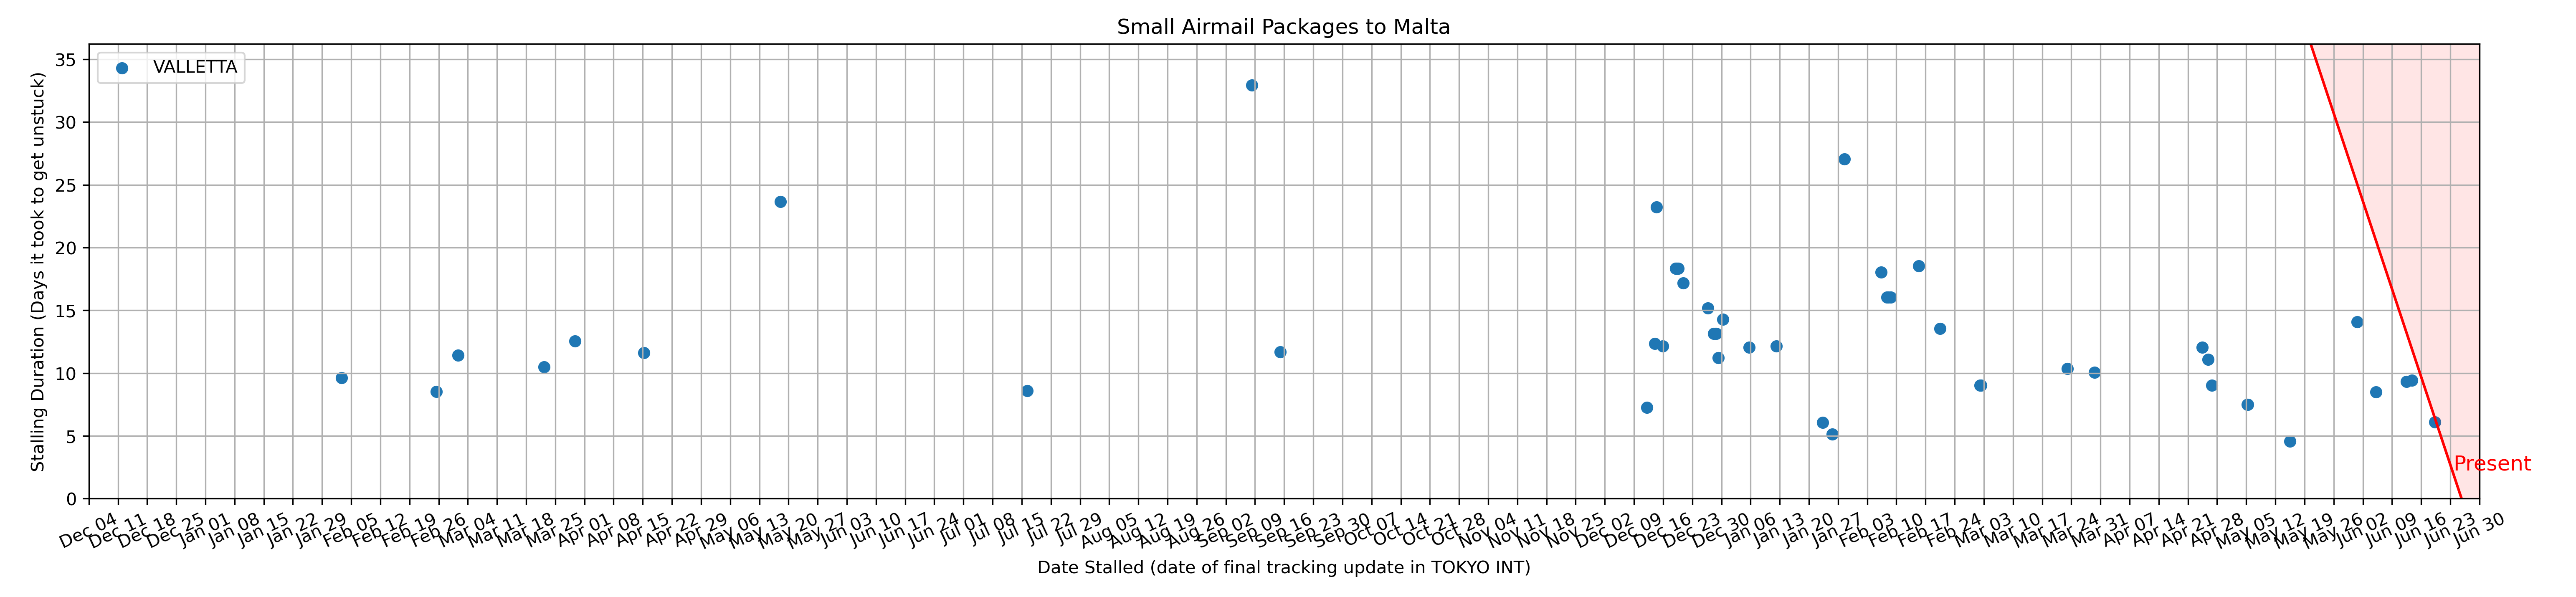 Small Airmail Packages to Malta
VALLETTA
Stalling Duration (Days it took to get unstuck)
35
30
25
20
15
10
5
0
Present
Dec 04
Dec 11
Dec 18
Dec 25
Jan 01
Jan 08
Jan 15
Jan 22
Jan 29
Feb 05
Feb 12
Feb 19
Feb 26
Mar 04
Mar 11
Mar 18
Mar 25
Apr 01
Apr 08
Apr 15
Apr 22
Apr 29
May 06
May 13
May 20
May 27
Jun 03
Jun 10
Jun 17
Jun 24
Jul 01
Jul 08
Jul 15
Jul 22
Jul 29
Aug 05
Aug 12
Aug 19
Aug 26
Sep 02
Sep 09
Sep 16
Sep 23
Sep 30
Oct 07
Oct 14
Oct 21
Oct 28
Nov 04
Nov 11
Nov 18
Nov 25
Dec 02
Dec 09
Dec 16
Dec 23
Dec 30
Jan 06
Jan 13
Jan 20
Jan 27
Feb 03
Feb 10
Feb 17
Feb 24
Mar 03
Mar 10
Mar 17
Mar 24
Mar 31
Apr 07
Apr 14
Apr 21
Apr 28
May 05
May 12
May 19
May 26
Jun 02
Jun 09
Jun 16
Jun 23
Jun 30
Date Stalled (date of final tracking update in TOKYO INT)